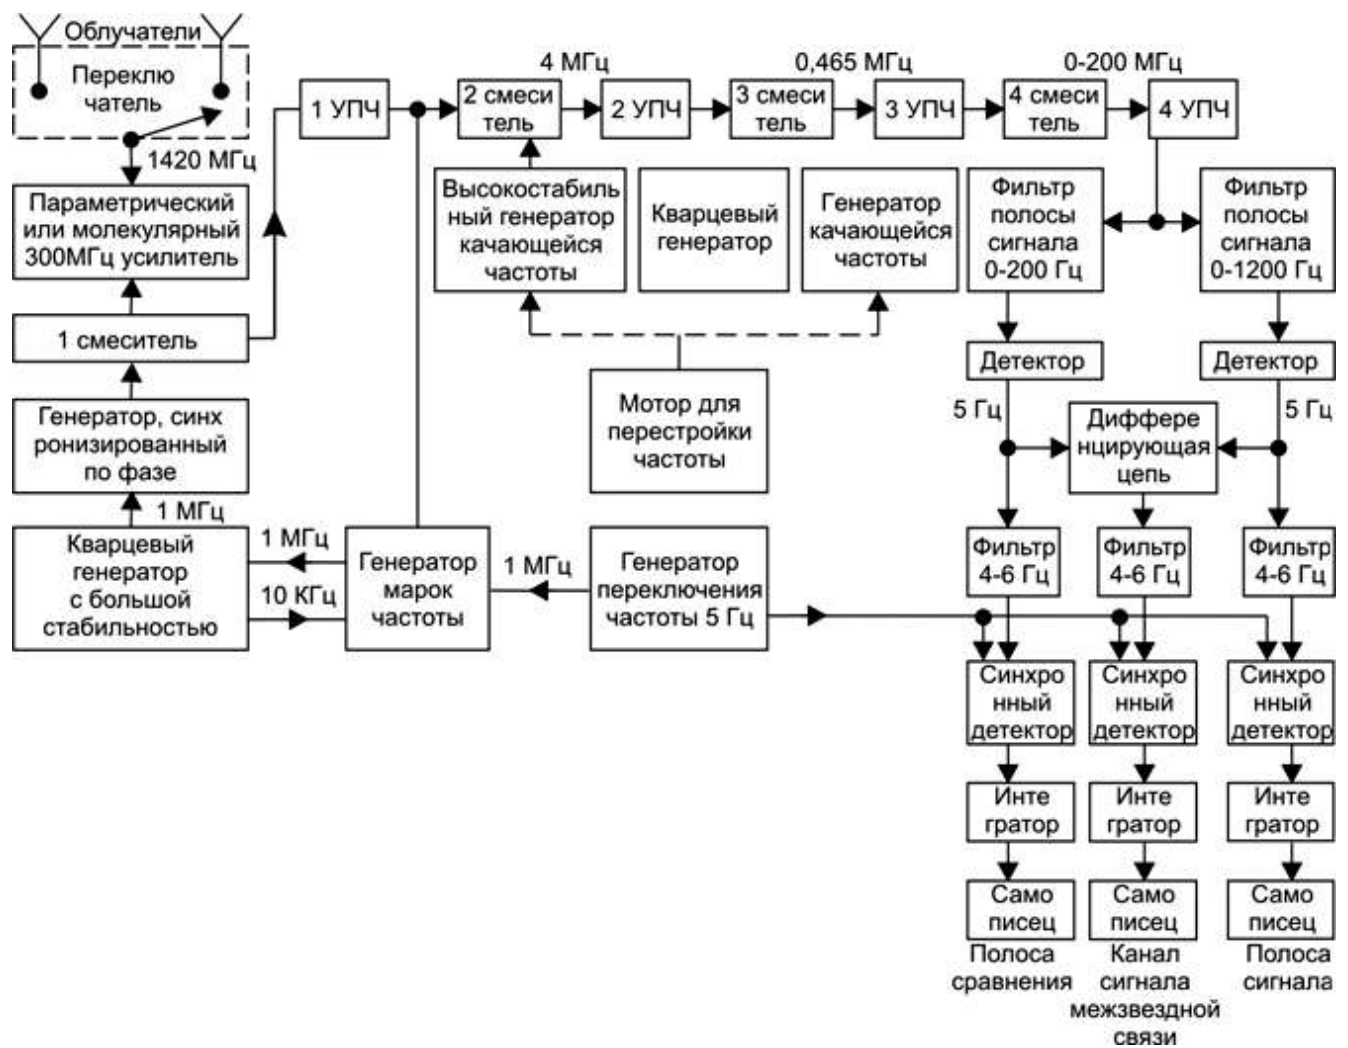 Облучатели
Переклю
чатель
1420 МГц
Параметрический
или молекулярный
300МГц усилитель
1 смеситель
Генератор, синх
ронизированный
по фазе
1 МГц
Кварцевый
генератор
с большой
стабильностью
1 МГц
10 КГц
Генератор
марок
частоты
1 МГц
Генератор
переключения
частоты 5 Гц
1 УПЧ
2 смеси
тель
4 МГц
2 УПЧ
3 смеси
тель
0,465 МГц
3 УПЧ
4 смеси
тель
0-200 МГц
4 УПЧ
Высокостабиль
ный генератор
качающейся
частоты
Кварцевый
генератор
Генератор
качающейся
частоты
Мотор для
перестройки
частоты
Фильтр
полосы
сигнала
0-200 Гц
Фильтр
полосы
сигнала
0-1200 Гц
Детектор
Детектор
5 Гц
5 Гц
Диффере
нцирующая
цепь
Фильтр
4-6 Гц
Фильтр
4-6 Гц
Фильтр
4-6 Гц
Синхро
нный
детектор
Синхро
нный
детектор
Синхро
нный
детектор
Инте
гратор
Инте
гратор
Инте
гратор
Само
писец
Само
писец
Само
писец
Полоса
сравнения
Канал
сигнала
межзвездной
связи
Полоса
сигнала